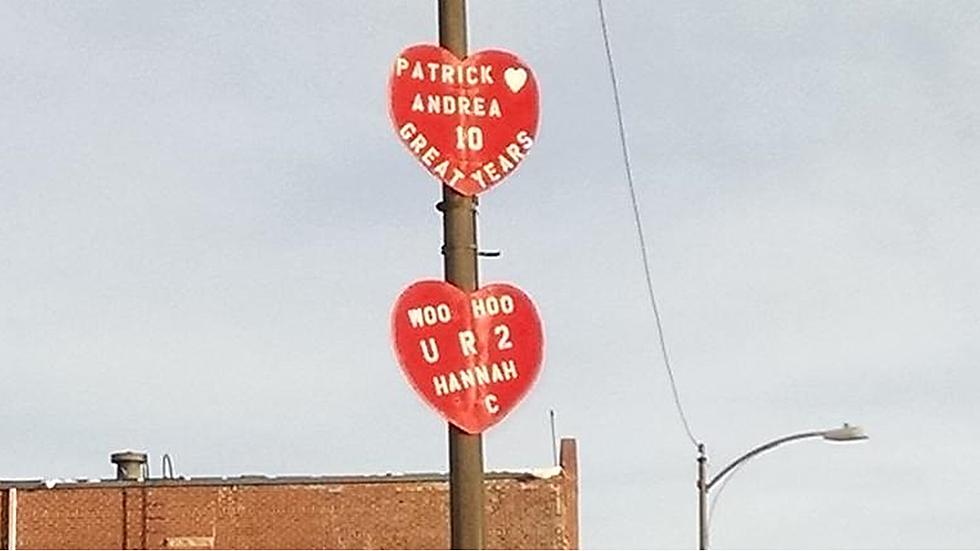 PATRICK ♥
ANDREA
10
GREAT YEARS
WOO HOO
U R 2
HANNAH
C